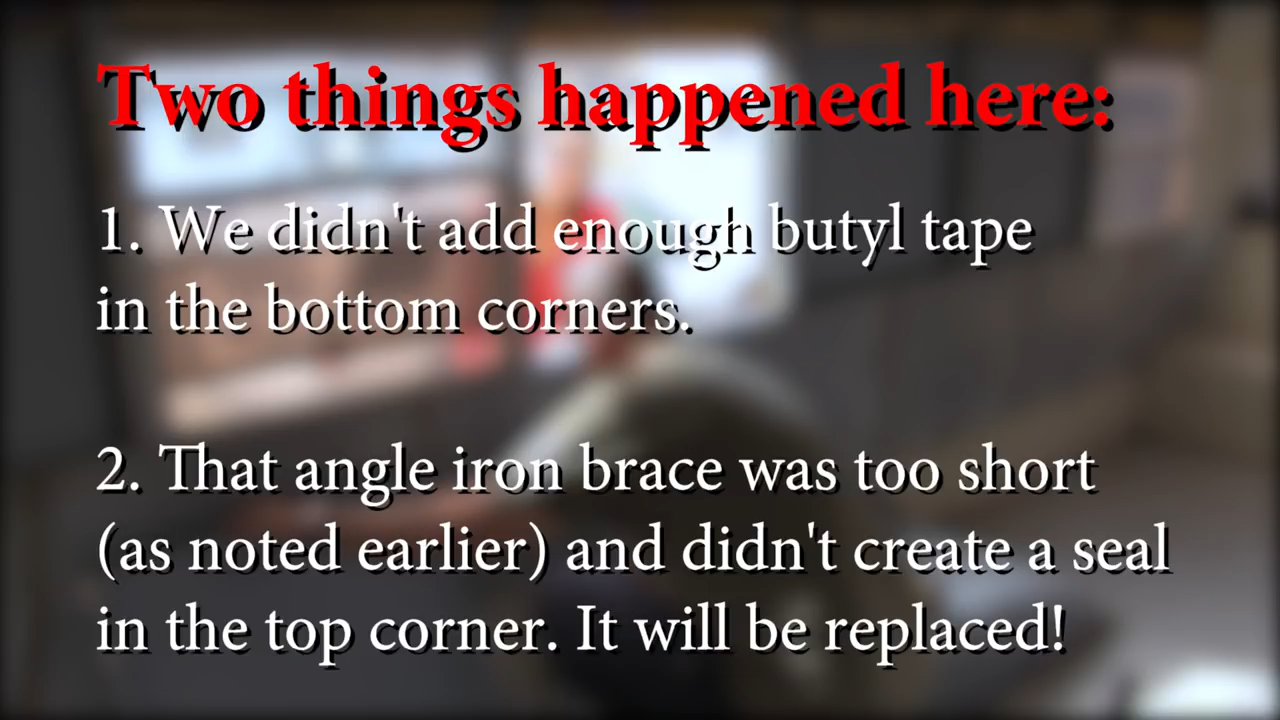 Two things happened here:
1. We didn't add enough butyl tape
in the bottom corners.
2. That angle iron brace was too short
(as noted earlier) and didn't create a seal
in the top corner. It will be replaced!